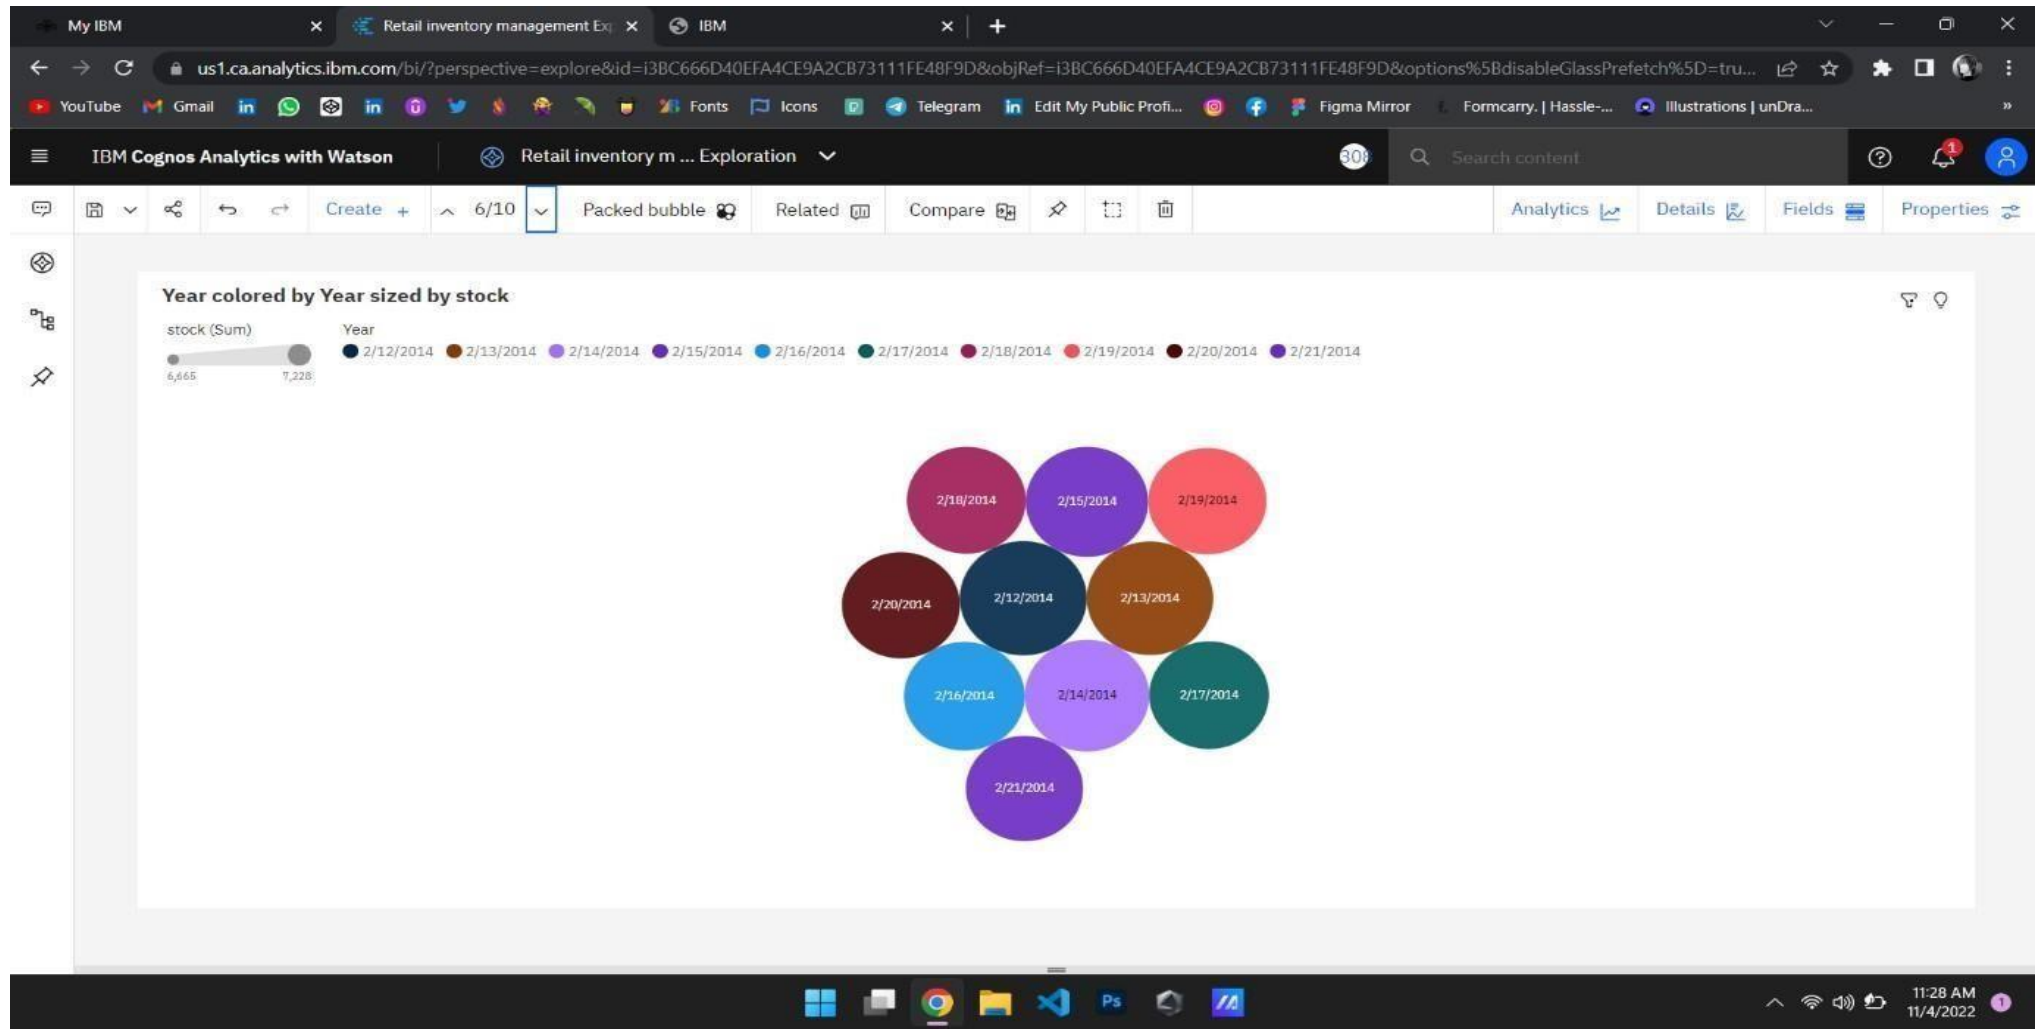 My IBM
Retail inventory management Ex
IBM
us1.ca.analytics.ibm.com/bi/?perspective=explore&id=i3BC666D40EFA4CE9A2CB73111FE48F9D&objRef=i3BC666D40EFA4CE9A2CB73111FE48F9D&options%5BdisableGlassPrefetch%5D=tru...
YouTube Gmail Fonts Icons Telegram Edit My Public Profi... Figma Mirror Formcarry. | Hassle-... Illustrations | unDra... »
IBM Cognos Analytics with Watson
Retail inventory m ... Exploration
308
Search content
1
Create +
6/10
Packed bubble
Related
Compare
Analytics
Details
Fields
Properties
Year colored by Year sized by stock
stock (Sum)
6,665 7,228
Year
2/12/2014 2/13/2014 2/14/2014 2/15/2014 2/16/2014 2/17/2014 2/18/2014 2/19/2014 2/20/2014 2/21/2014
2/18/2014 2/15/2014 2/19/2014
2/20/2014 2/12/2014 2/13/2014
2/16/2014 2/14/2014 2/17/2014
2/21/2014
Ps
11:28 AM
11/4/2022
1